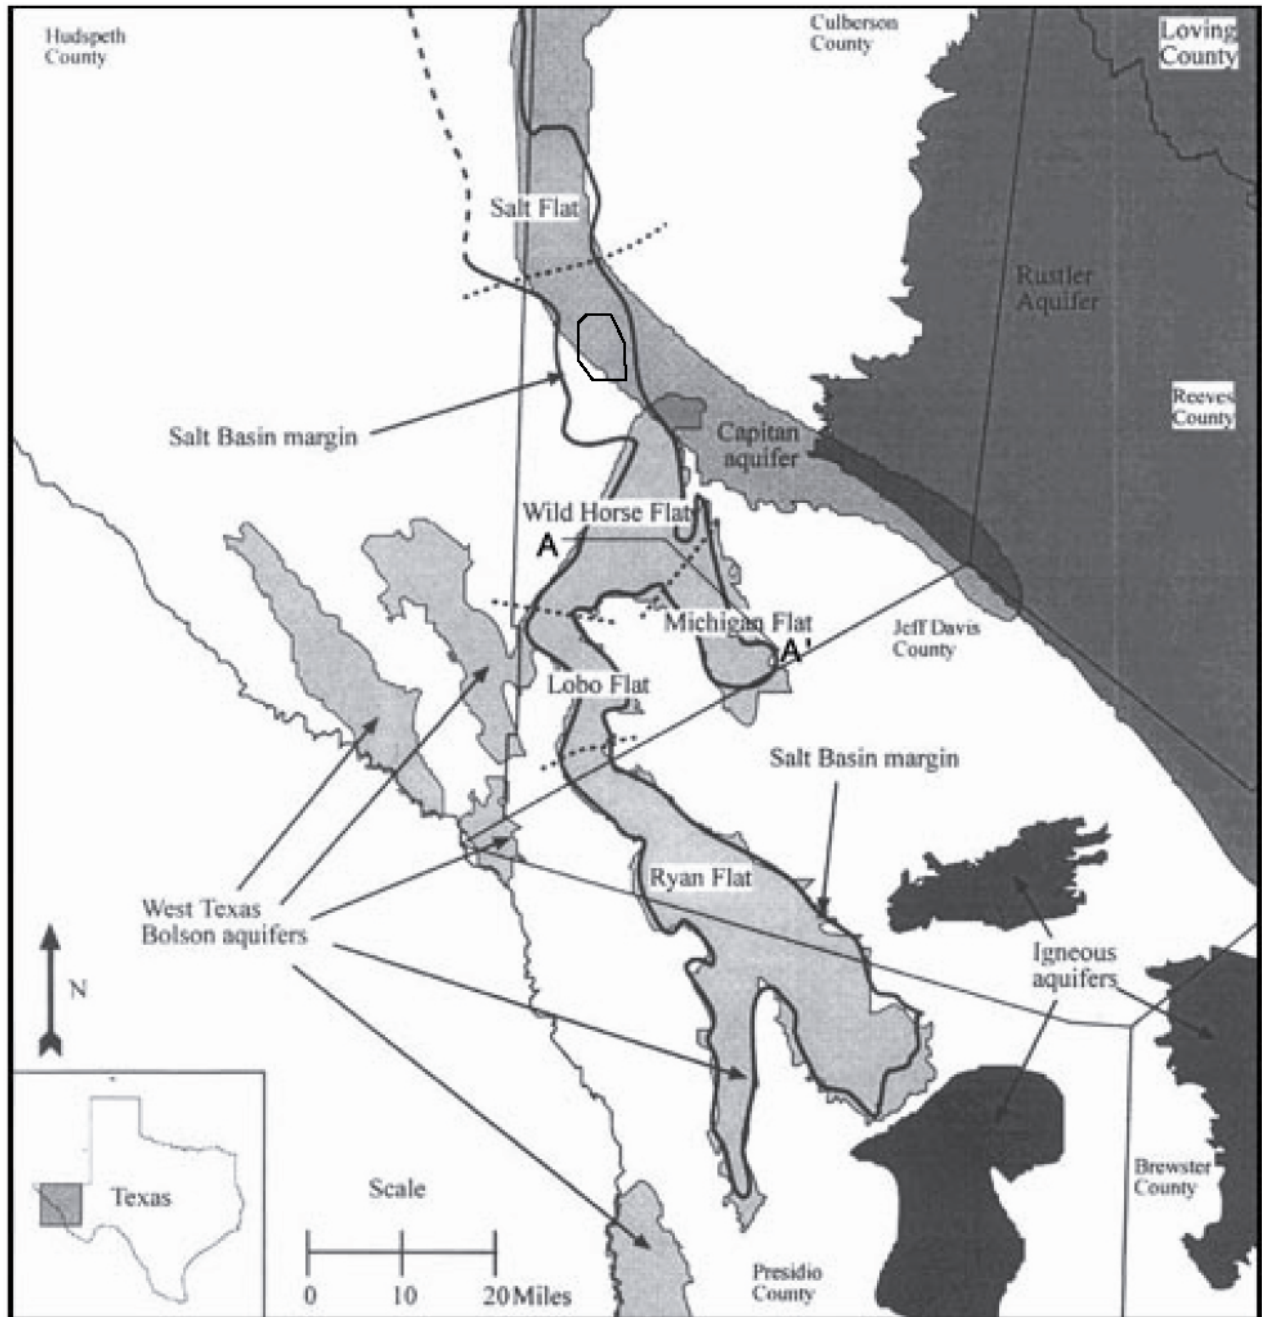 Hudspeth
County
Culberson
County
Loving
County
Salt Flat
Rustler
Aquifer
Reeves
County
Salt Basin margin
Capitan
aquifer
Wild Horse Flat
A
Michigan Flat
A'
Jeff Davis
County
Lobo Flat
Salt Basin margin
Ryan Flat
West Texas
Bolson aquifers
Igneous
aquifers
N
Texas
Scale
0 10 20 Miles
Brewster
County
Presidio
County